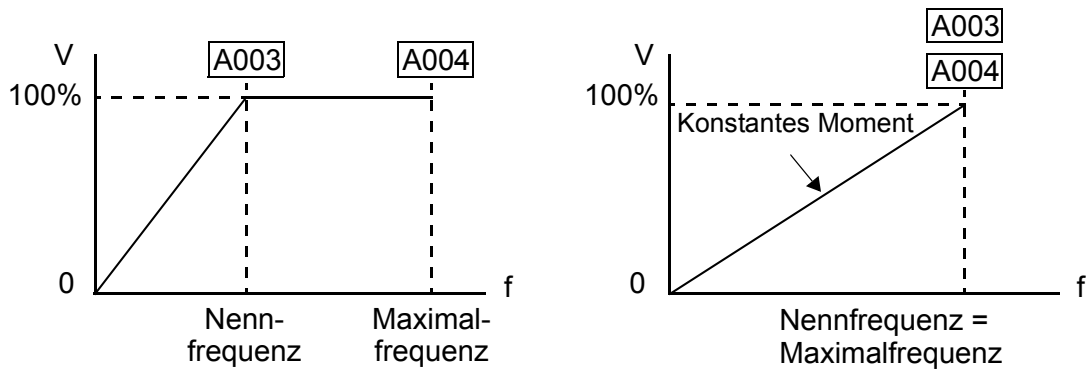 V
A003
A004
100%
0
f
Nenn-
frequenz
Maximal-
frequenz
A003
A004
V
100%
Konstantes Moment
0
f
Nennfrequenz =
Maximalfrequenz